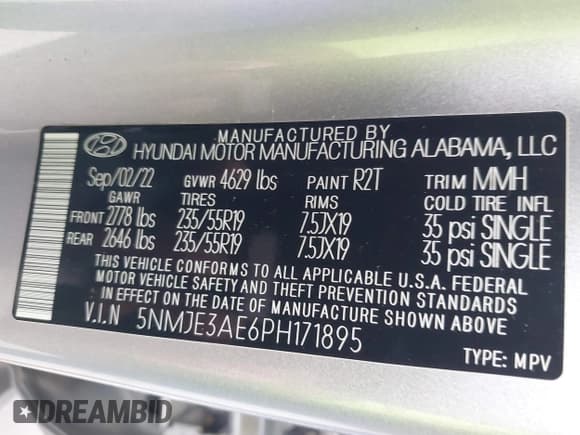 MANUFACTURED BY
HYUNDAI MOTOR MANUFACTURING ALABAMA, LLC
Sep/02/22 GVWR 4629 lbs PAINT R2T TRIM MMH
GAWR TIRES RIMS COLD TIRE INFL
FRONT 2778 lbs 235/55R19 7.5JX19 35 psi SINGLE
REAR 2646 lbs 235/55R19 7.5JX19 35 psi SINGLE
THIS VEHICLE CONFORMS TO ALL APPLICABLE U.S.A. FEDERAL
MOTOR VEHICLE SAFETY AND THEFT PREVENTION STANDARDS
IN EFFECT ON THE DATE OF MANUFACTURE SHOWN ABOVE
V.I.N 5NMJE3AE6PH171895
TYPE: MPV
DREAMBID